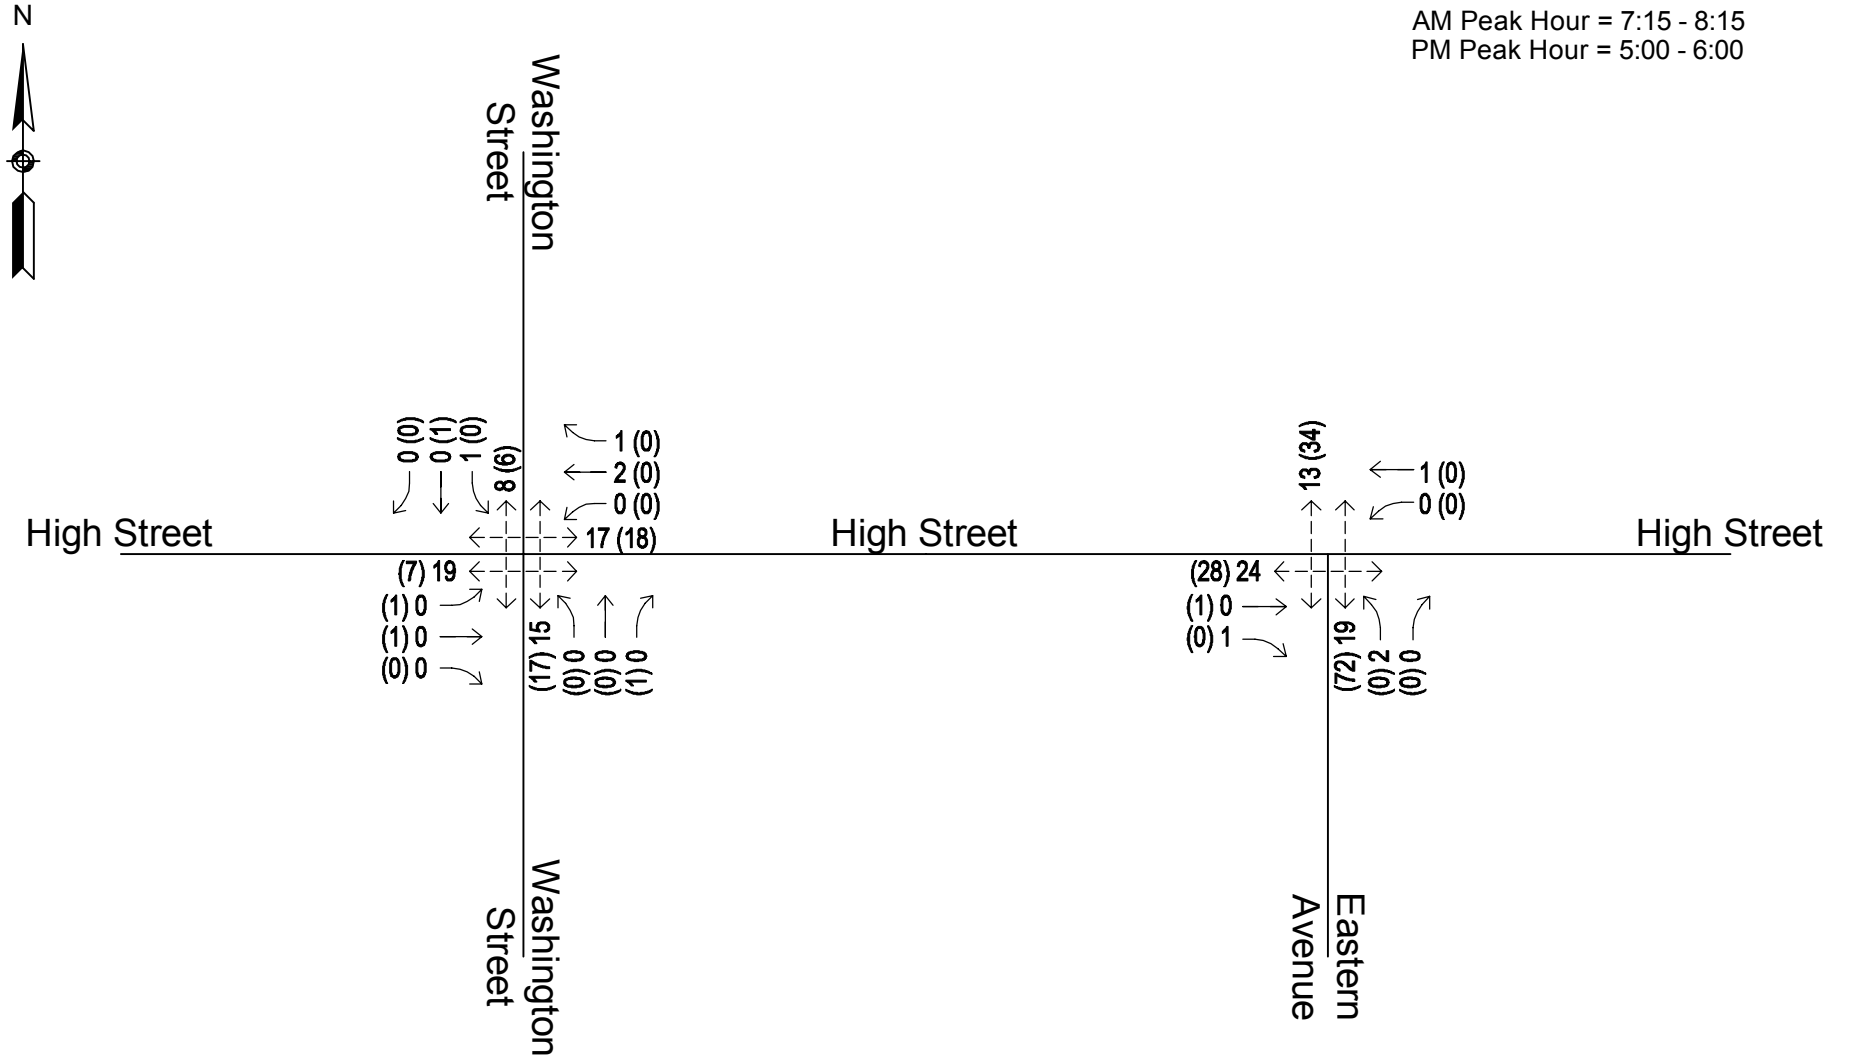 N
AM Peak Hour = 7:15 - 8:15
PM Peak Hour = 5:00 - 6:00
Washington
Street
0 (0)
0 (1)
1 (0)
8 (6)
1 (0)
2 (0)
0 (0)
17 (18)
13 (34)
1 (0)
0 (0)
High Street
High Street
High Street
(7) 19
(1) 0
(1) 0
(0) 0
(17) 15
(0) 0
(0) 0
(1) 0
(28) 24
(1) 0
(0) 1
(72) 19
(0) 2
(0) 0
Washington
Street
Eastern
Avenue